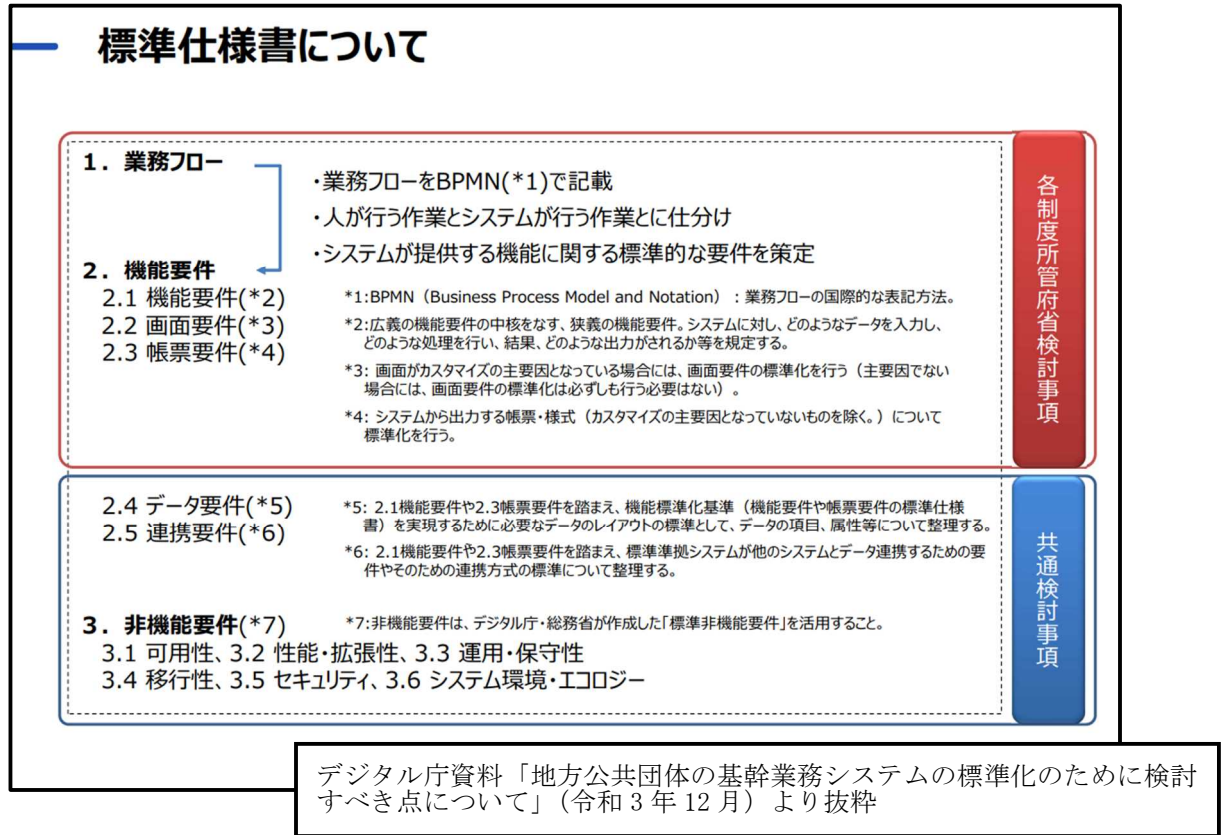 標準仕様書について
1．業務フロー
・業務フローをBPMN(*1)で記載
・人が行う作業とシステムが行う作業とに仕分け
・システムが提供する機能に関する標準的な要件を策定
2．機能要件
2.1 機能要件(*2)
2.2 画面要件(*3)
2.3 帳票要件(*4)
*1:BPMN（Business Process Model and Notation）：業務フローの国際的な表記方法。
*2:広義の機能要件の中核をなす、狭義の機能要件。システムに対し、どのようなデータを入力し、
どのような処理を行い、結果、どのような出力がされるか等を規定する。
*3: 画面がカスタマイズの主要因となっている場合には、画面要件の標準化を行う（主要因でない
場合には、画面要件の標準化は必ずしも行う必要はない）。
*4: システムから出力する帳票・様式（カスタマイズの主要因となっていないものを除く。）について
標準化を行う。
各制度所管府省検討事項
2.4 データ要件(*5)
2.5 連携要件(*6)
*5: 2.1機能要件や2.3帳票要件を踏まえ、機能標準化基準（機能要件や帳票要件の標準仕様
書）を実現するために必要なデータのレイアウトの標準として、データの項目、属性等について整理する。
*6: 2.1機能要件や2.3帳票要件を踏まえ、標準準拠システムが他のシステムとデータ連携するための要
件やそのための連携方式の標準について整理する。
3．非機能要件(*7)
*7:非機能要件は、デジタル庁・総務省が作成した「標準非機能要件」を活用すること。
3.1 可用性、3.2 性能・拡張性、3.3 運用・保守性
3.4 移行性、3.5 セキュリティ、3.6 システム環境・エコロジー
共通検討事項
デジタル庁資料「地方公共団体の基幹業務システムの標準化のために検討
すべき点について」（令和3年12月）より抜粋